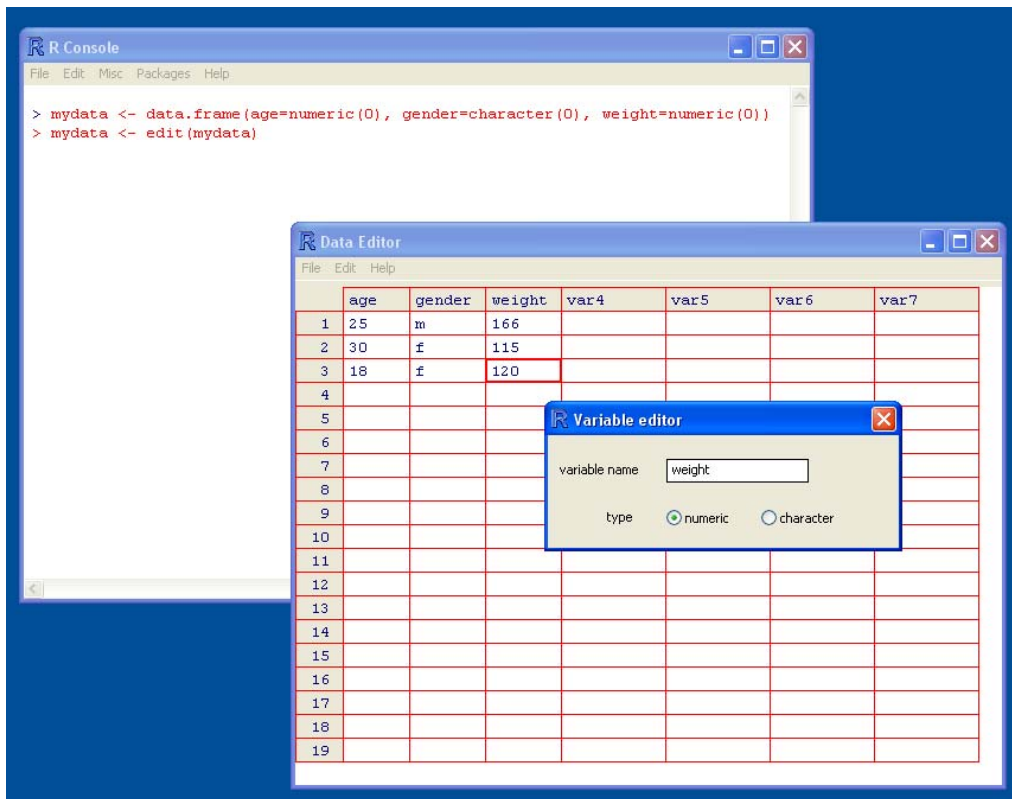 R Console
File Edit Misc Packages Help
> mydata <- data.frame(age=numeric(0), gender=character(0), weight=numeric(0))
> mydata <- edit(mydata)
Data Editor
File Edit Help
age gender weight var4 var5 var6 var7
1 25 m 166
2 30 f 115
3 18 f 120
4
5
6
7
8
9
10
11
12
13
14
15
16
17
18
19
Variable editor
variable name weight
type numeric character